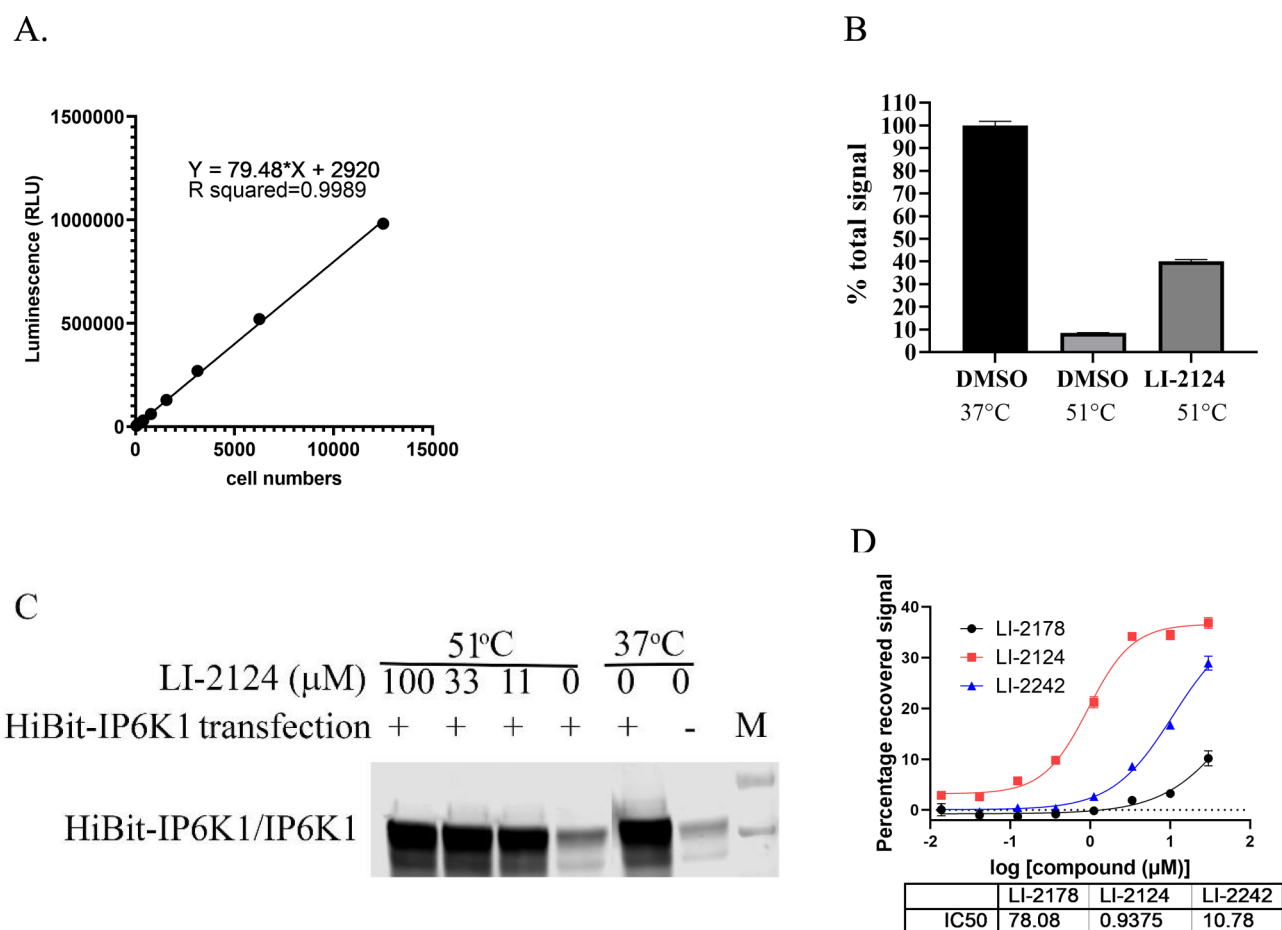 A.
1500000
1000000
500000
0
Luminescence (RLU)
Y = 79.48*X + 2920
R squared=0.9989
0 5000 10000 15000
cell numbers
B
110
100
90
80
70
60
50
40
30
20
10
0
% total signal
DMSO DMSO LI-2124
37°C 51°C 51°C
C
51°C 37°C
LI-2124 (µM) 100 33 11 0 0 0
HiBit-IP6K1 transfection + + + + + - M
HiBit-IP6K1/IP6K1
D
40
30
20
10
0
Percentage recovered signal
LI-2178
LI-2124
LI-2242
-2 -1 0 1 2
log [compound (µM)]
LI-2178 LI-2124 LI-2242
IC50 78.08 0.9375 10.78